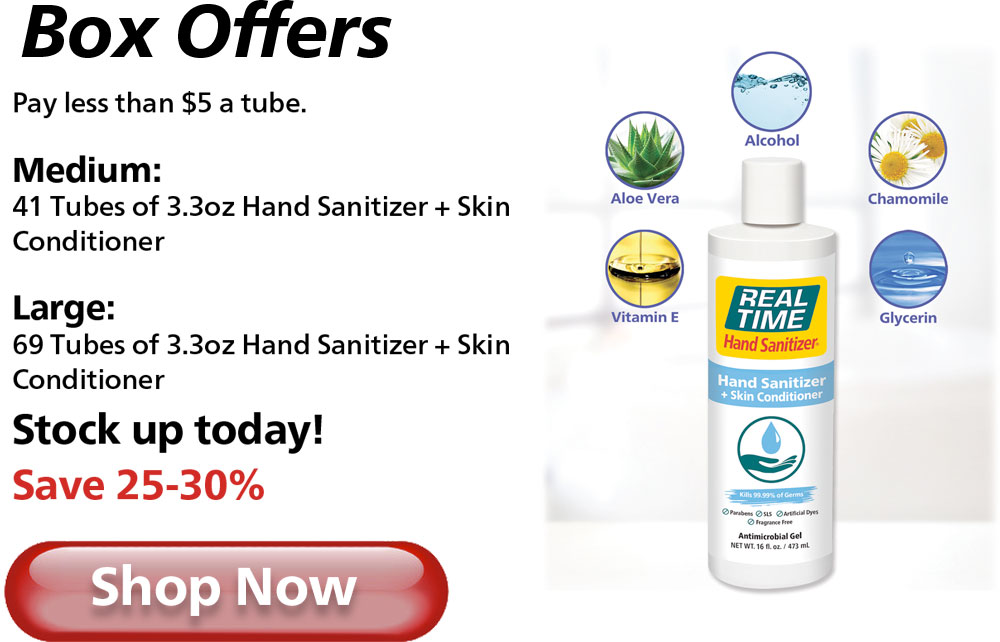 Box Offers
Pay less than $5 a tube.
Medium:
41 Tubes of 3.3oz Hand Sanitizer + Skin
Conditioner
Large:
69 Tubes of 3.3oz Hand Sanitizer + Skin
Conditioner
Stock up today!
Save 25-30%
Shop Now
Alcohol
Aloe Vera
Chamomile
Vitamin E
Glycerin
REAL
TIME
Hand Sanitizer
Hand Sanitizer
+ Skin Conditioner
Kills 99.99% of Germs
Parabens SLS Artificial Dyes
Fragrance Free
Antimicrobial Gel
NET WT. 16 fl. oz. / 473 mL